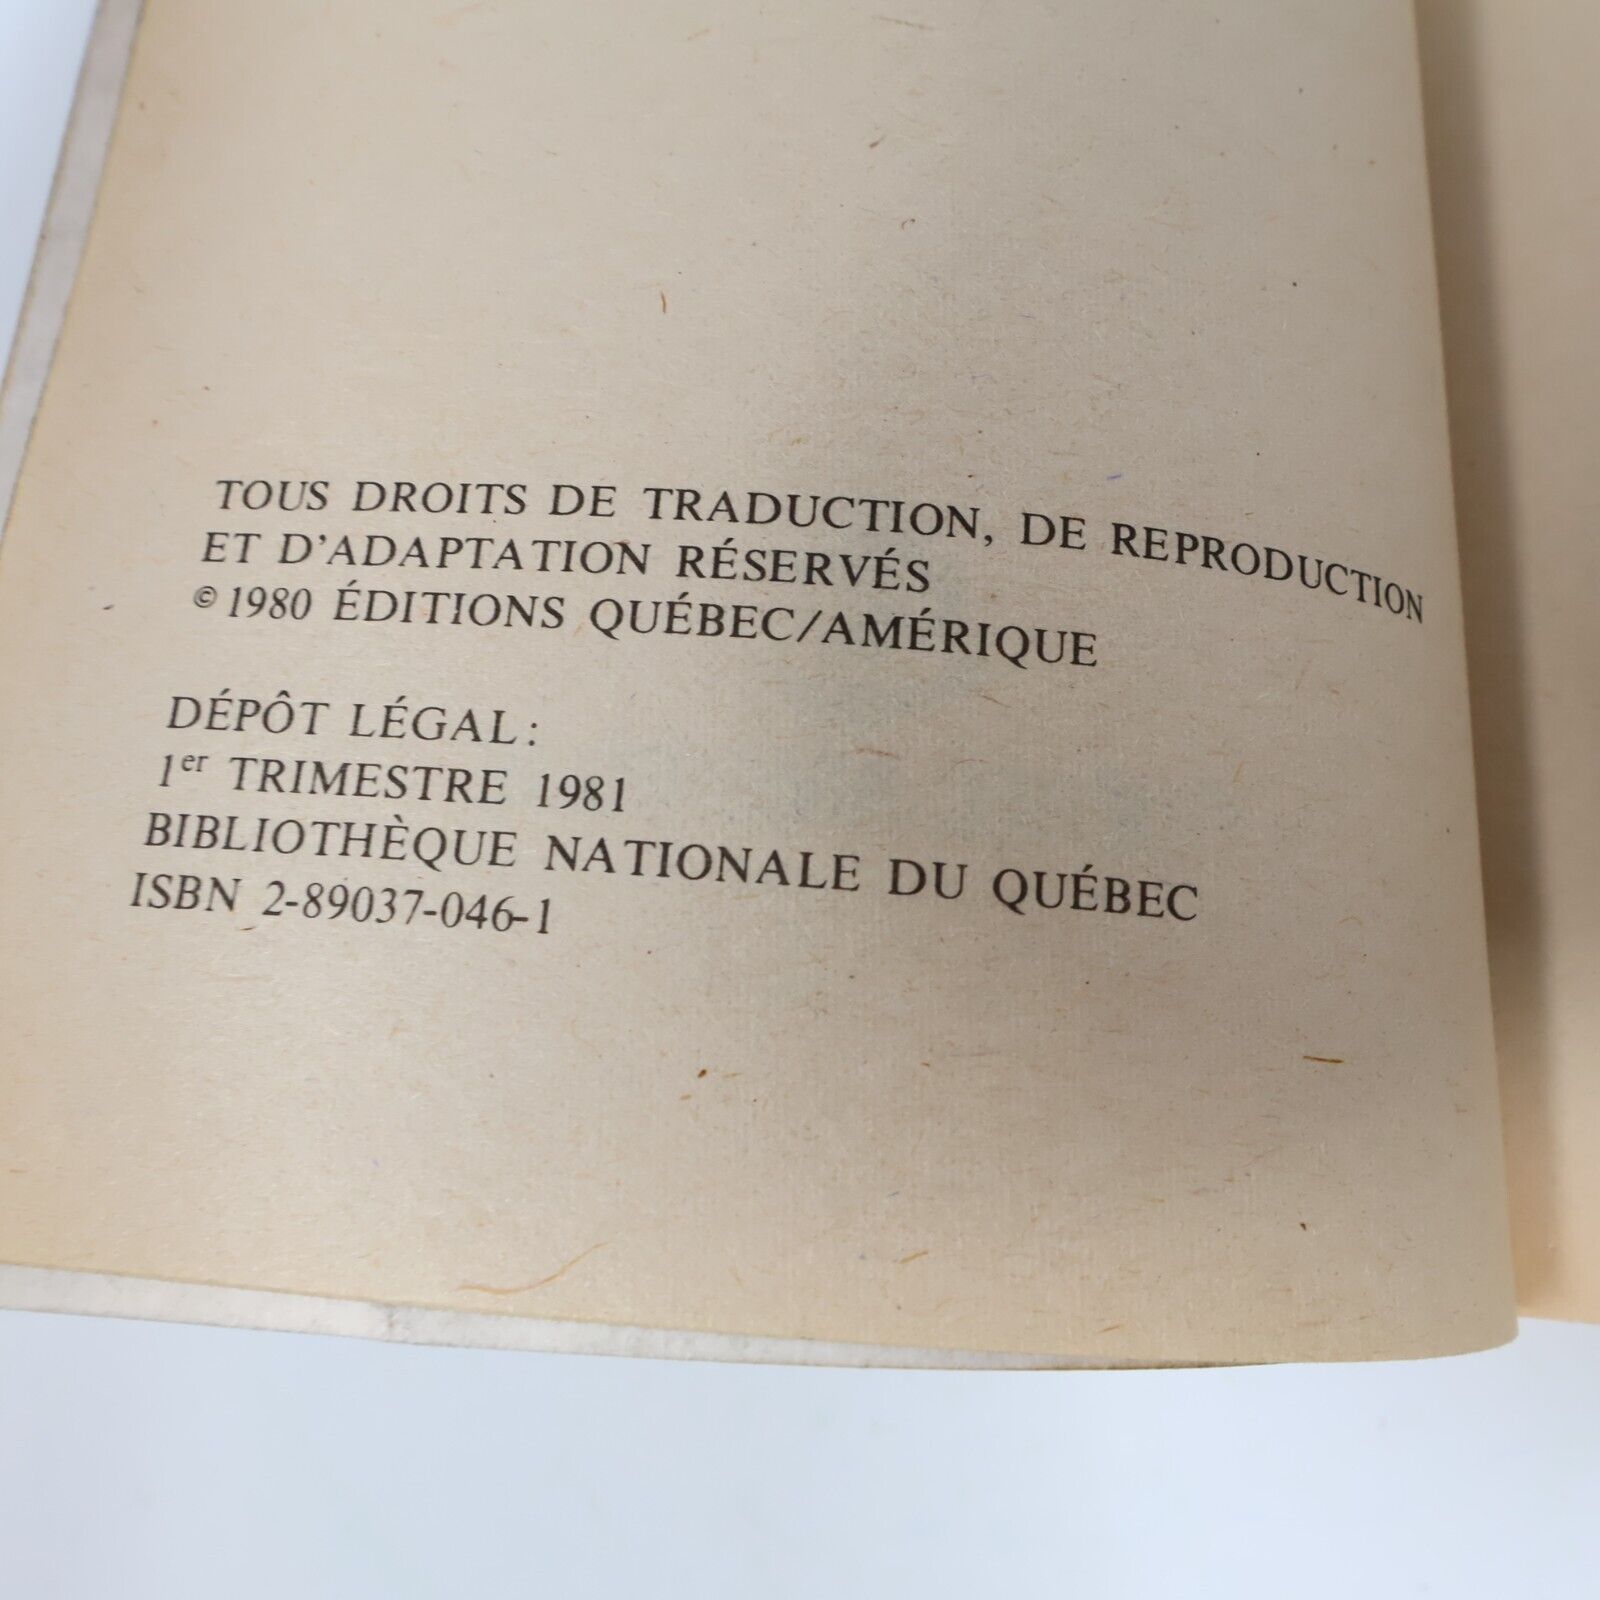 TOUS DROITS DE TRADUCTION, DE REPRODUCTION
ET D'ADAPTATION RÉSERVÉS
© 1980 ÉDITIONS QUÉBEC/AMÉRIQUE
DÉPÔT LÉGAL :
1er TRIMESTRE 1981
BIBLIOTHÈQUE NATIONALE DU QUÉBEC
ISBN 2-89037-046-1